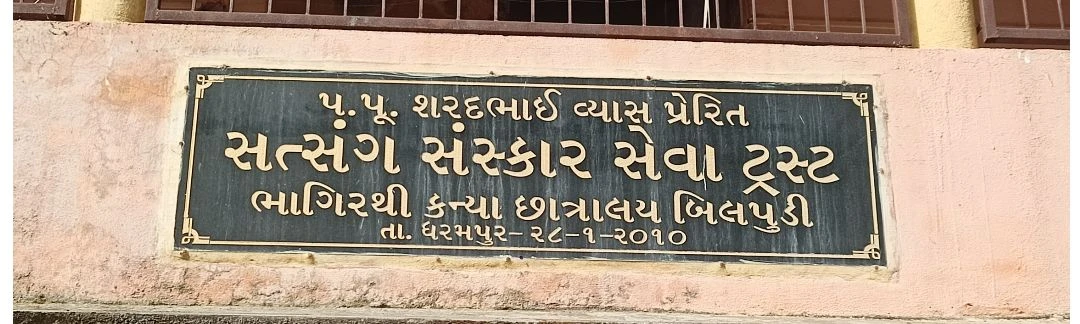 પ.પૂ. શરદભાઈ વ્યાસ પ્રેરિત
સત્સંગ સંસ્કાર સેવા ટ્રસ્ટ
ભાગિરથી કન્યા છાત્રાલય બિલપુડી
તા. ધરમપુર-૨૮-૧-૨૦૧૦